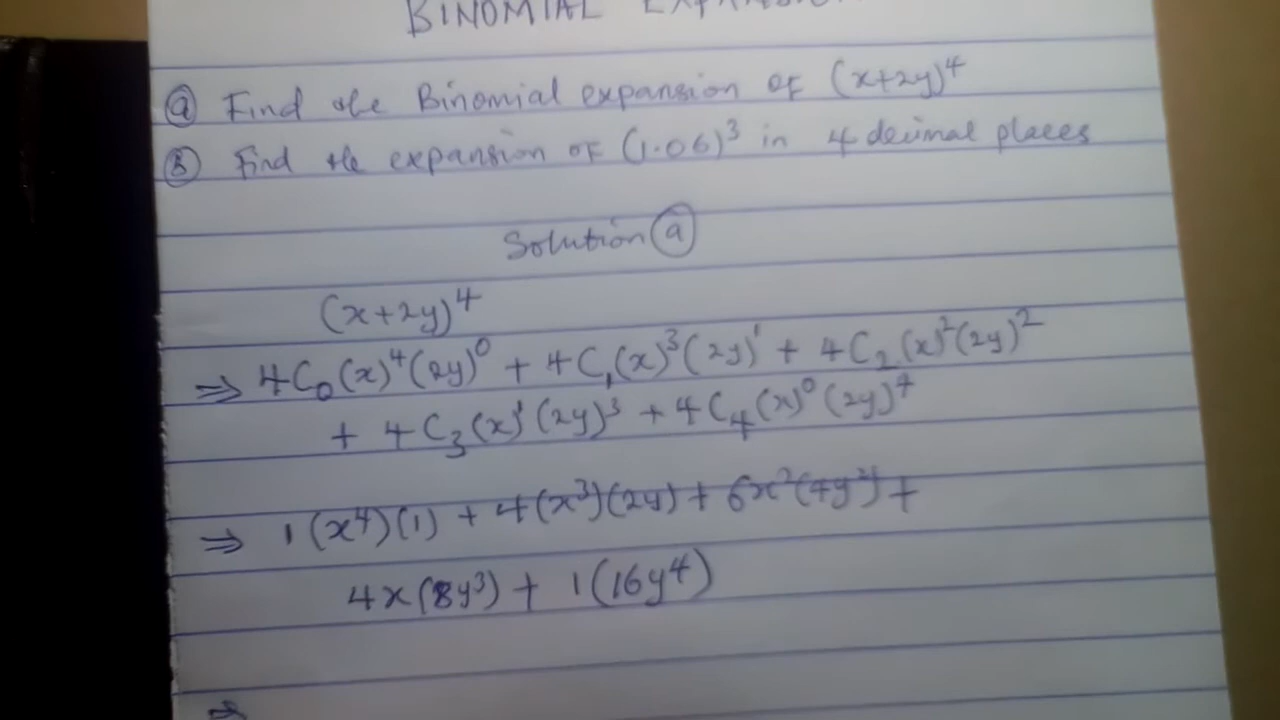 BINOMIAL
ⓐ Find the Binomial expansion of (x+2y)⁴
ⓑ Find the expansion of (1.06)³ in 4 decimal places
Solution ⓐ
(x+2y)⁴
⇒ 4C₀(x)⁴(2y)⁰ + 4C₁(x)³(2y)¹ + 4C₂(x)²(2y)²
+ 4C₃(x)¹(2y)³ + 4C₄(x)⁰(2y)⁴
⇒ 1(x⁴)(1) + 4(x³)(2y) + 6x²(4y²) +
4x(8y³) + 1(16y⁴)
⇒